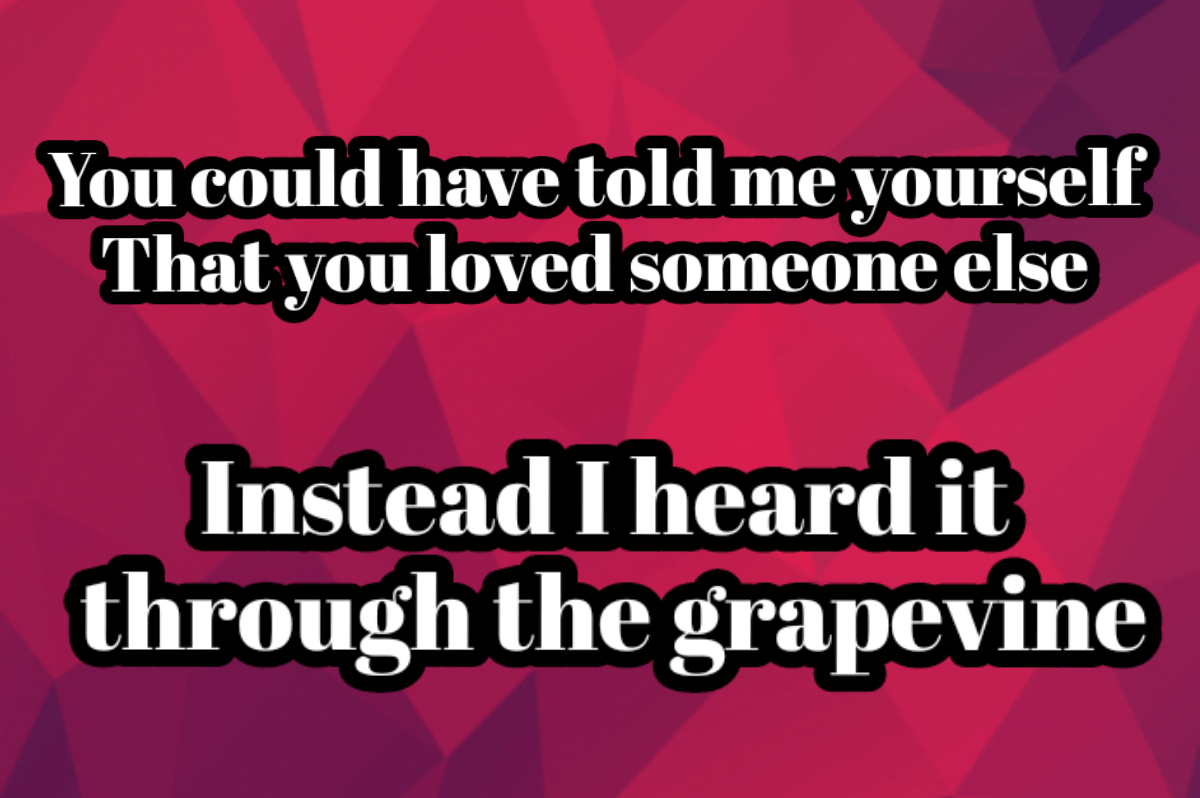 You could have told me yourself
That you loved someone else
Instead I heard it
through the grapevine